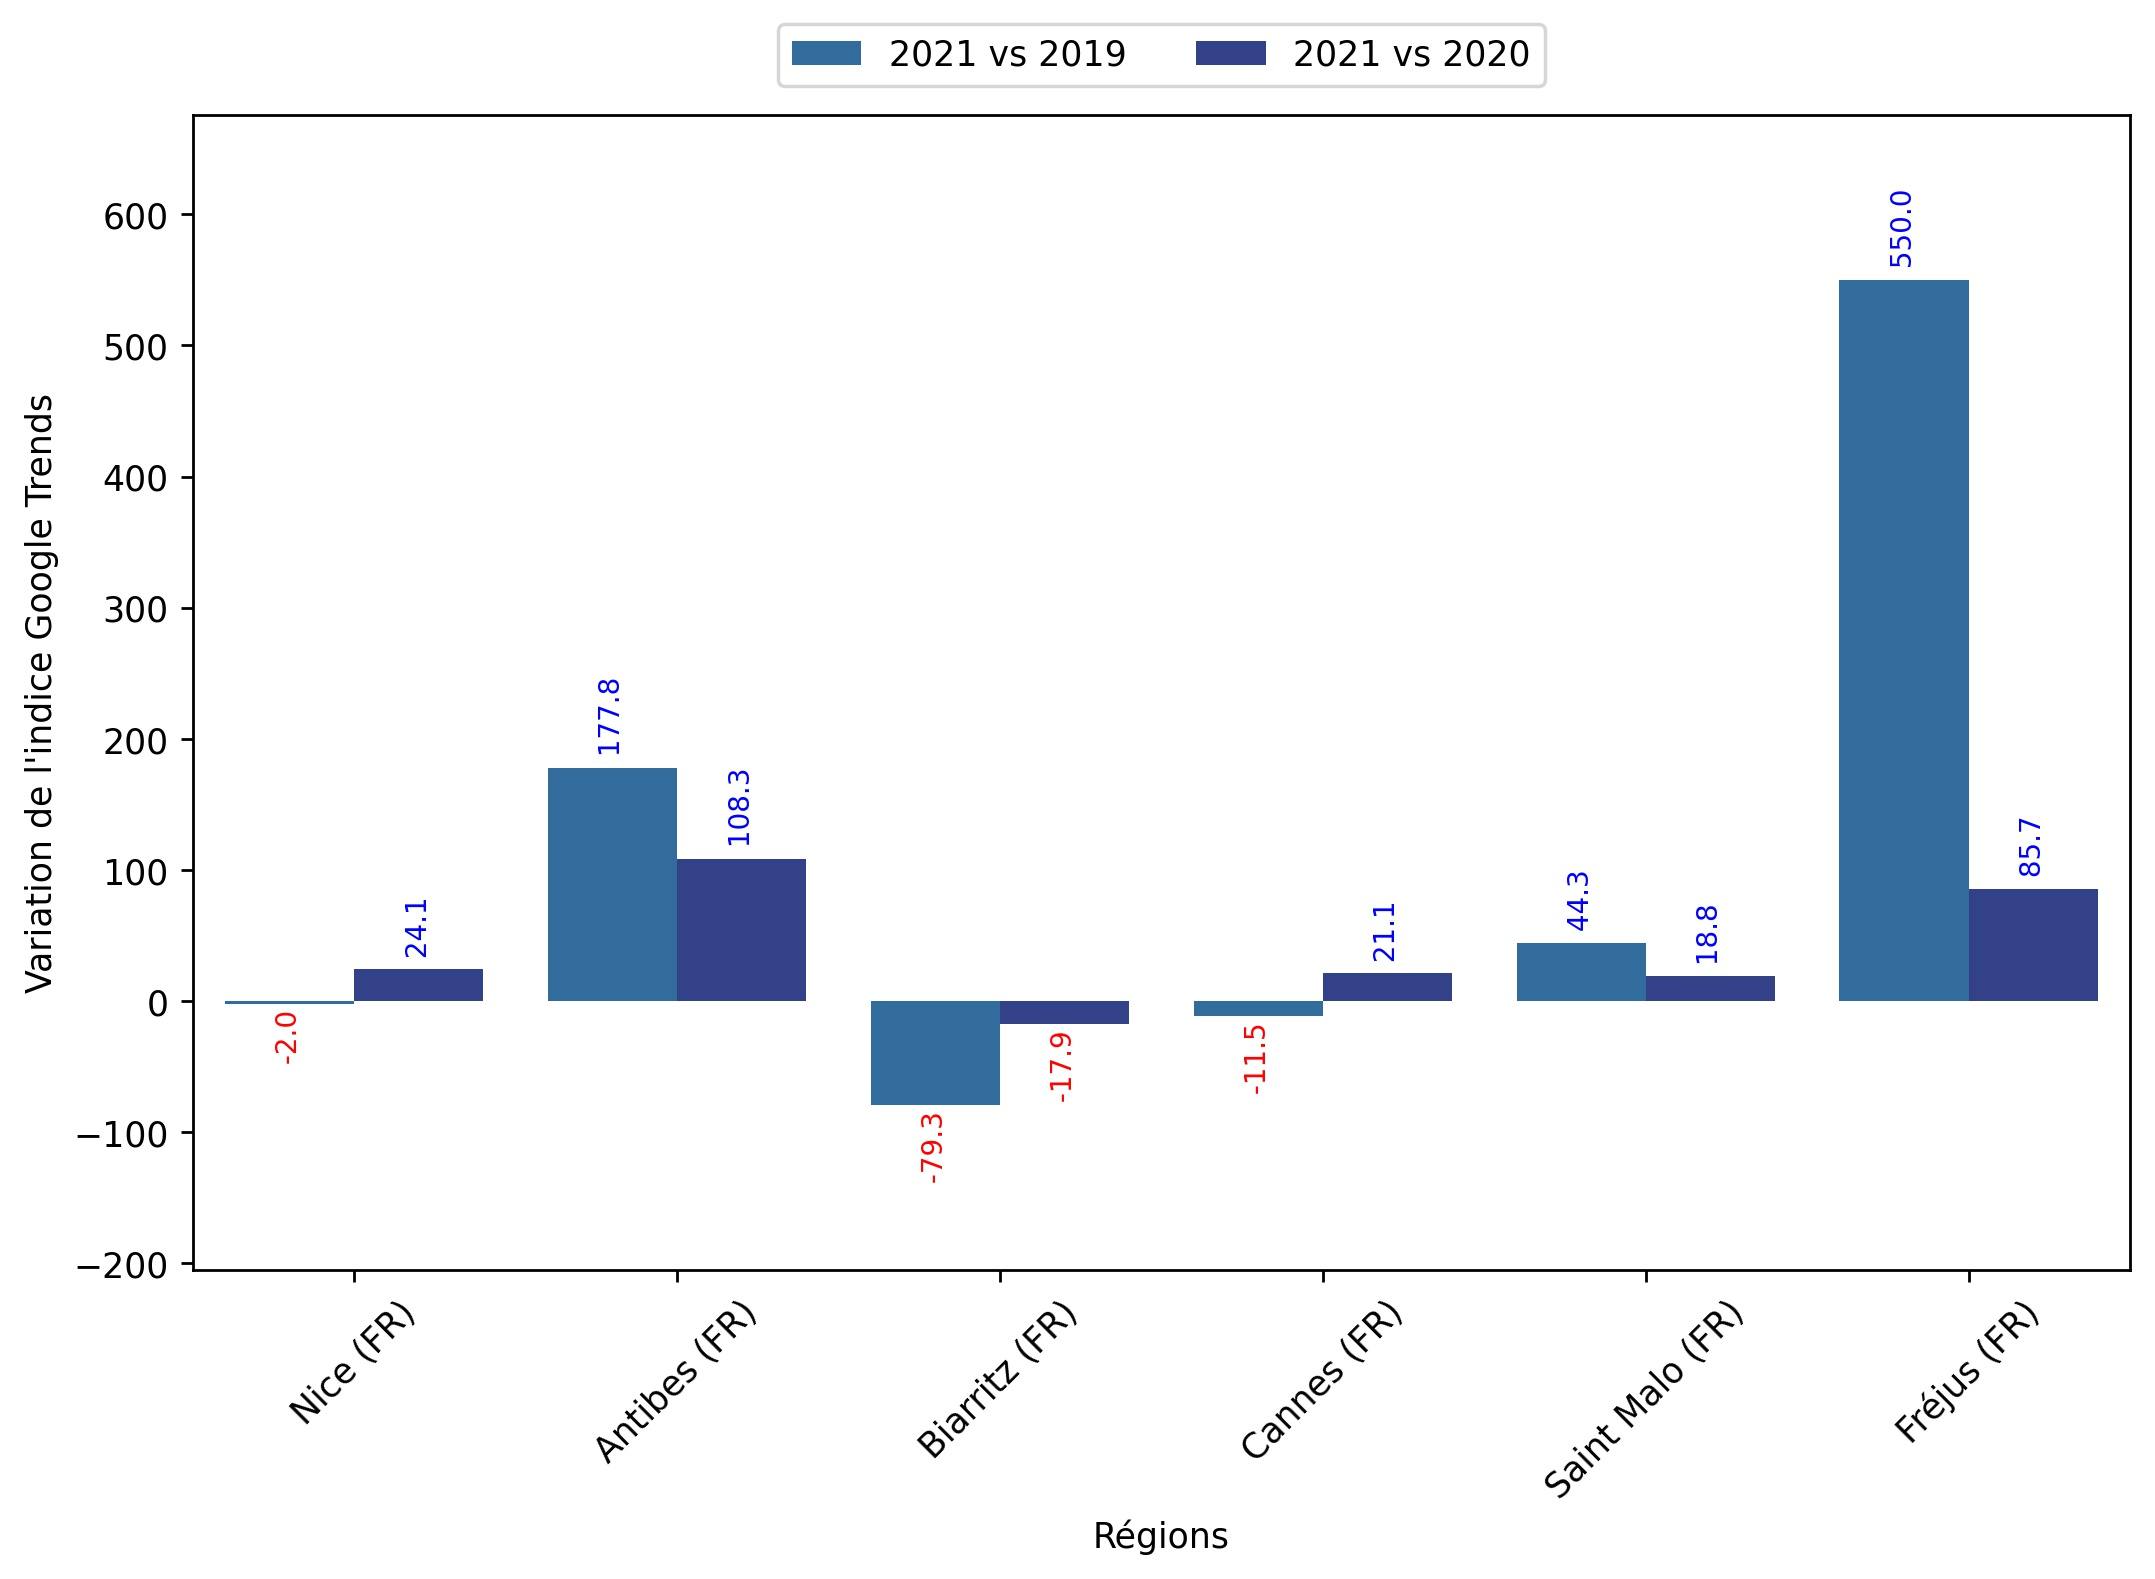 2021 vs 2019
2021 vs 2020
Variation de l'indice Google Trends
600
500
400
300
200
100
0
−100
−200
-2.0
24.1
177.8
108.3
-79.3
-17.9
-11.5
21.1
44.3
18.8
550.0
85.7
Nice (FR)
Antibes (FR)
Biarritz (FR)
Cannes (FR)
Saint Malo (FR)
Fréjus (FR)
Régions